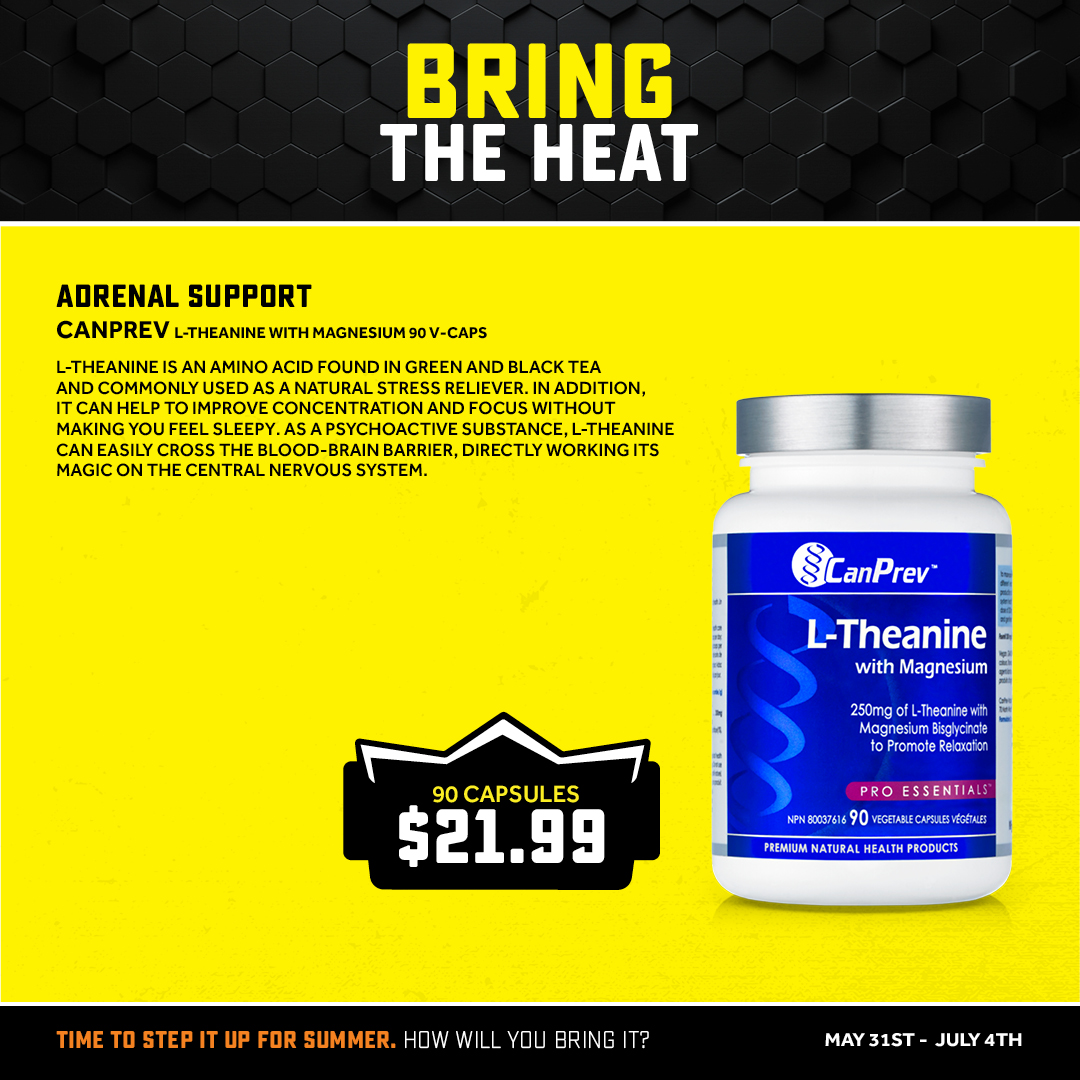 BRING
THE HEAT
ADRENAL SUPPORT
CANPREV L-THEANINE WITH MAGNESIUM 90 V-CAPS
L-THEANINE IS AN AMINO ACID FOUND IN GREEN AND BLACK TEA
AND COMMONLY USED AS A NATURAL STRESS RELIEVER. IN ADDITION,
IT CAN HELP TO IMPROVE CONCENTRATION AND FOCUS WITHOUT
MAKING YOU FEEL SLEEPY. AS A PSYCHOACTIVE SUBSTANCE, L-THEANINE
CAN EASILY CROSS THE BLOOD-BRAIN BARRIER, DIRECTLY WORKING ITS
MAGIC ON THE CENTRAL NERVOUS SYSTEM.
90 CAPSULES
$21.99
CanPrev™
L-Theanine
with Magnesium
250mg of L-Theanine with
Magnesium Bisglycinate
to Promote Relaxation
PRO ESSENTIALS™
NPN 80037616 90 VEGETABLE CAPSULES VÉGÉTALES
PREMIUM NATURAL HEALTH PRODUCTS
TIME TO STEP IT UP FOR SUMMER. HOW WILL YOU BRING IT?
MAY 31ST - JULY 4TH